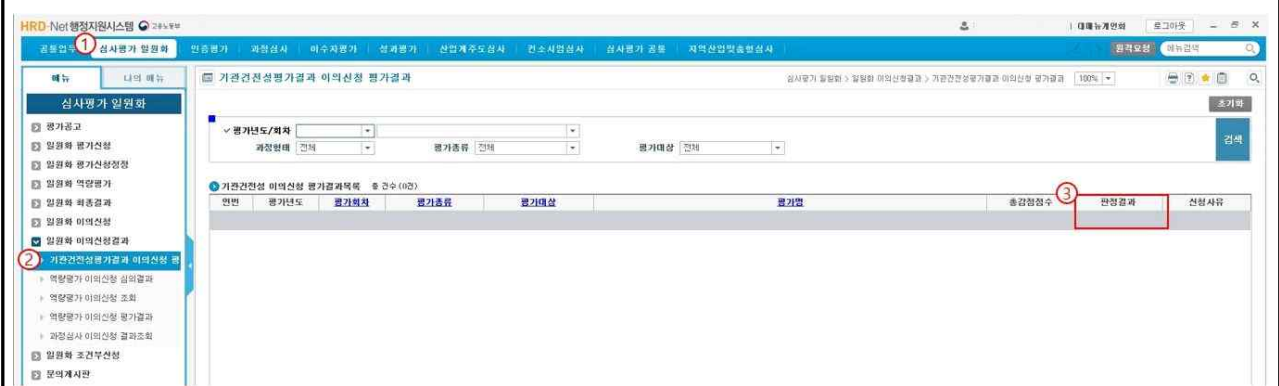 HRD-Net 행정지원시스템 고용노동부
대메뉴개인화 로그아웃
공통업무 ① 심사평가 일원화 인증평가 과정심사 이수자평가 성과평가 산업계주도심사 컨소시엄심사 심사평가 공통 지역산업맞춤형심사 원격요청 메뉴검색
메뉴 나의 메뉴
기관건전성평가결과 이의신청 평가결과
심사평가 일원화 > 일원화 이의신청결과 > 기관건전성평가결과 이의신청 평가결과 100%
심사평가 일원화
초기화
평가공고
일원화 평가신청
일원화 평가신청정정
일원화 역량평가
일원화 최종결과
일원화 이의신청
일원화 이의신청결과
② 기관건전성평가결과 이의신청 평
역량평가 이의신청 심의결과
역량평가 이의신청 조회
역량평가 이의신청 평가결과
과정심사 이의신청 결과조회
일원화 조건부선정
문의게시판
평가년도/회차
과정형태 전체 평가종류 전체 평가대상 전체
검색
기관건전성 이의신청 평가결과목록 총 건수 (0건)
연번 평가년도 평가회차 평가종류 평가대상 평가명 총감점점수 ③ 판정결과 신청사유